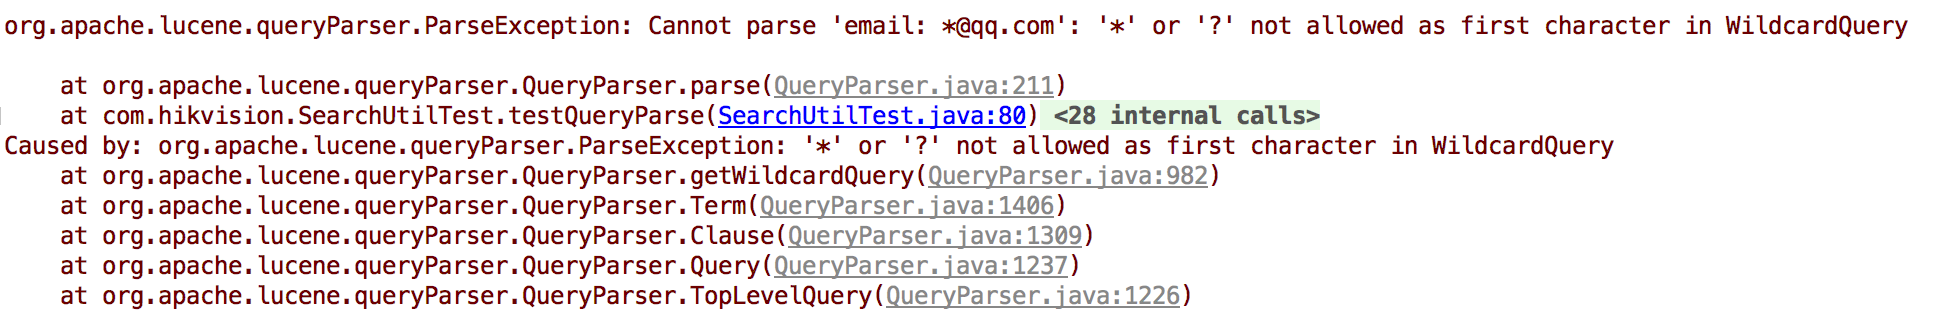 org.apache.lucene.queryParser.ParseException: Cannot parse 'email: *@qq.com': '*' or '?' not allowed as first character in WildcardQuery
at org.apache.lucene.queryParser.QueryParser.parse(QueryParser.java:211)
at com.hikvision.SearchUtilTest.testQueryParse(SearchUtilTest.java:80) <28 internal calls>
Caused by: org.apache.lucene.queryParser.ParseException: '*' or '?' not allowed as first character in WildcardQuery
at org.apache.lucene.queryParser.QueryParser.getWildcardQuery(QueryParser.java:982)
at org.apache.lucene.queryParser.QueryParser.Term(QueryParser.java:1406)
at org.apache.lucene.queryParser.QueryParser.Clause(QueryParser.java:1309)
at org.apache.lucene.queryParser.QueryParser.Query(QueryParser.java:1237)
at org.apache.lucene.queryParser.QueryParser.TopLevelQuery(QueryParser.java:1226)